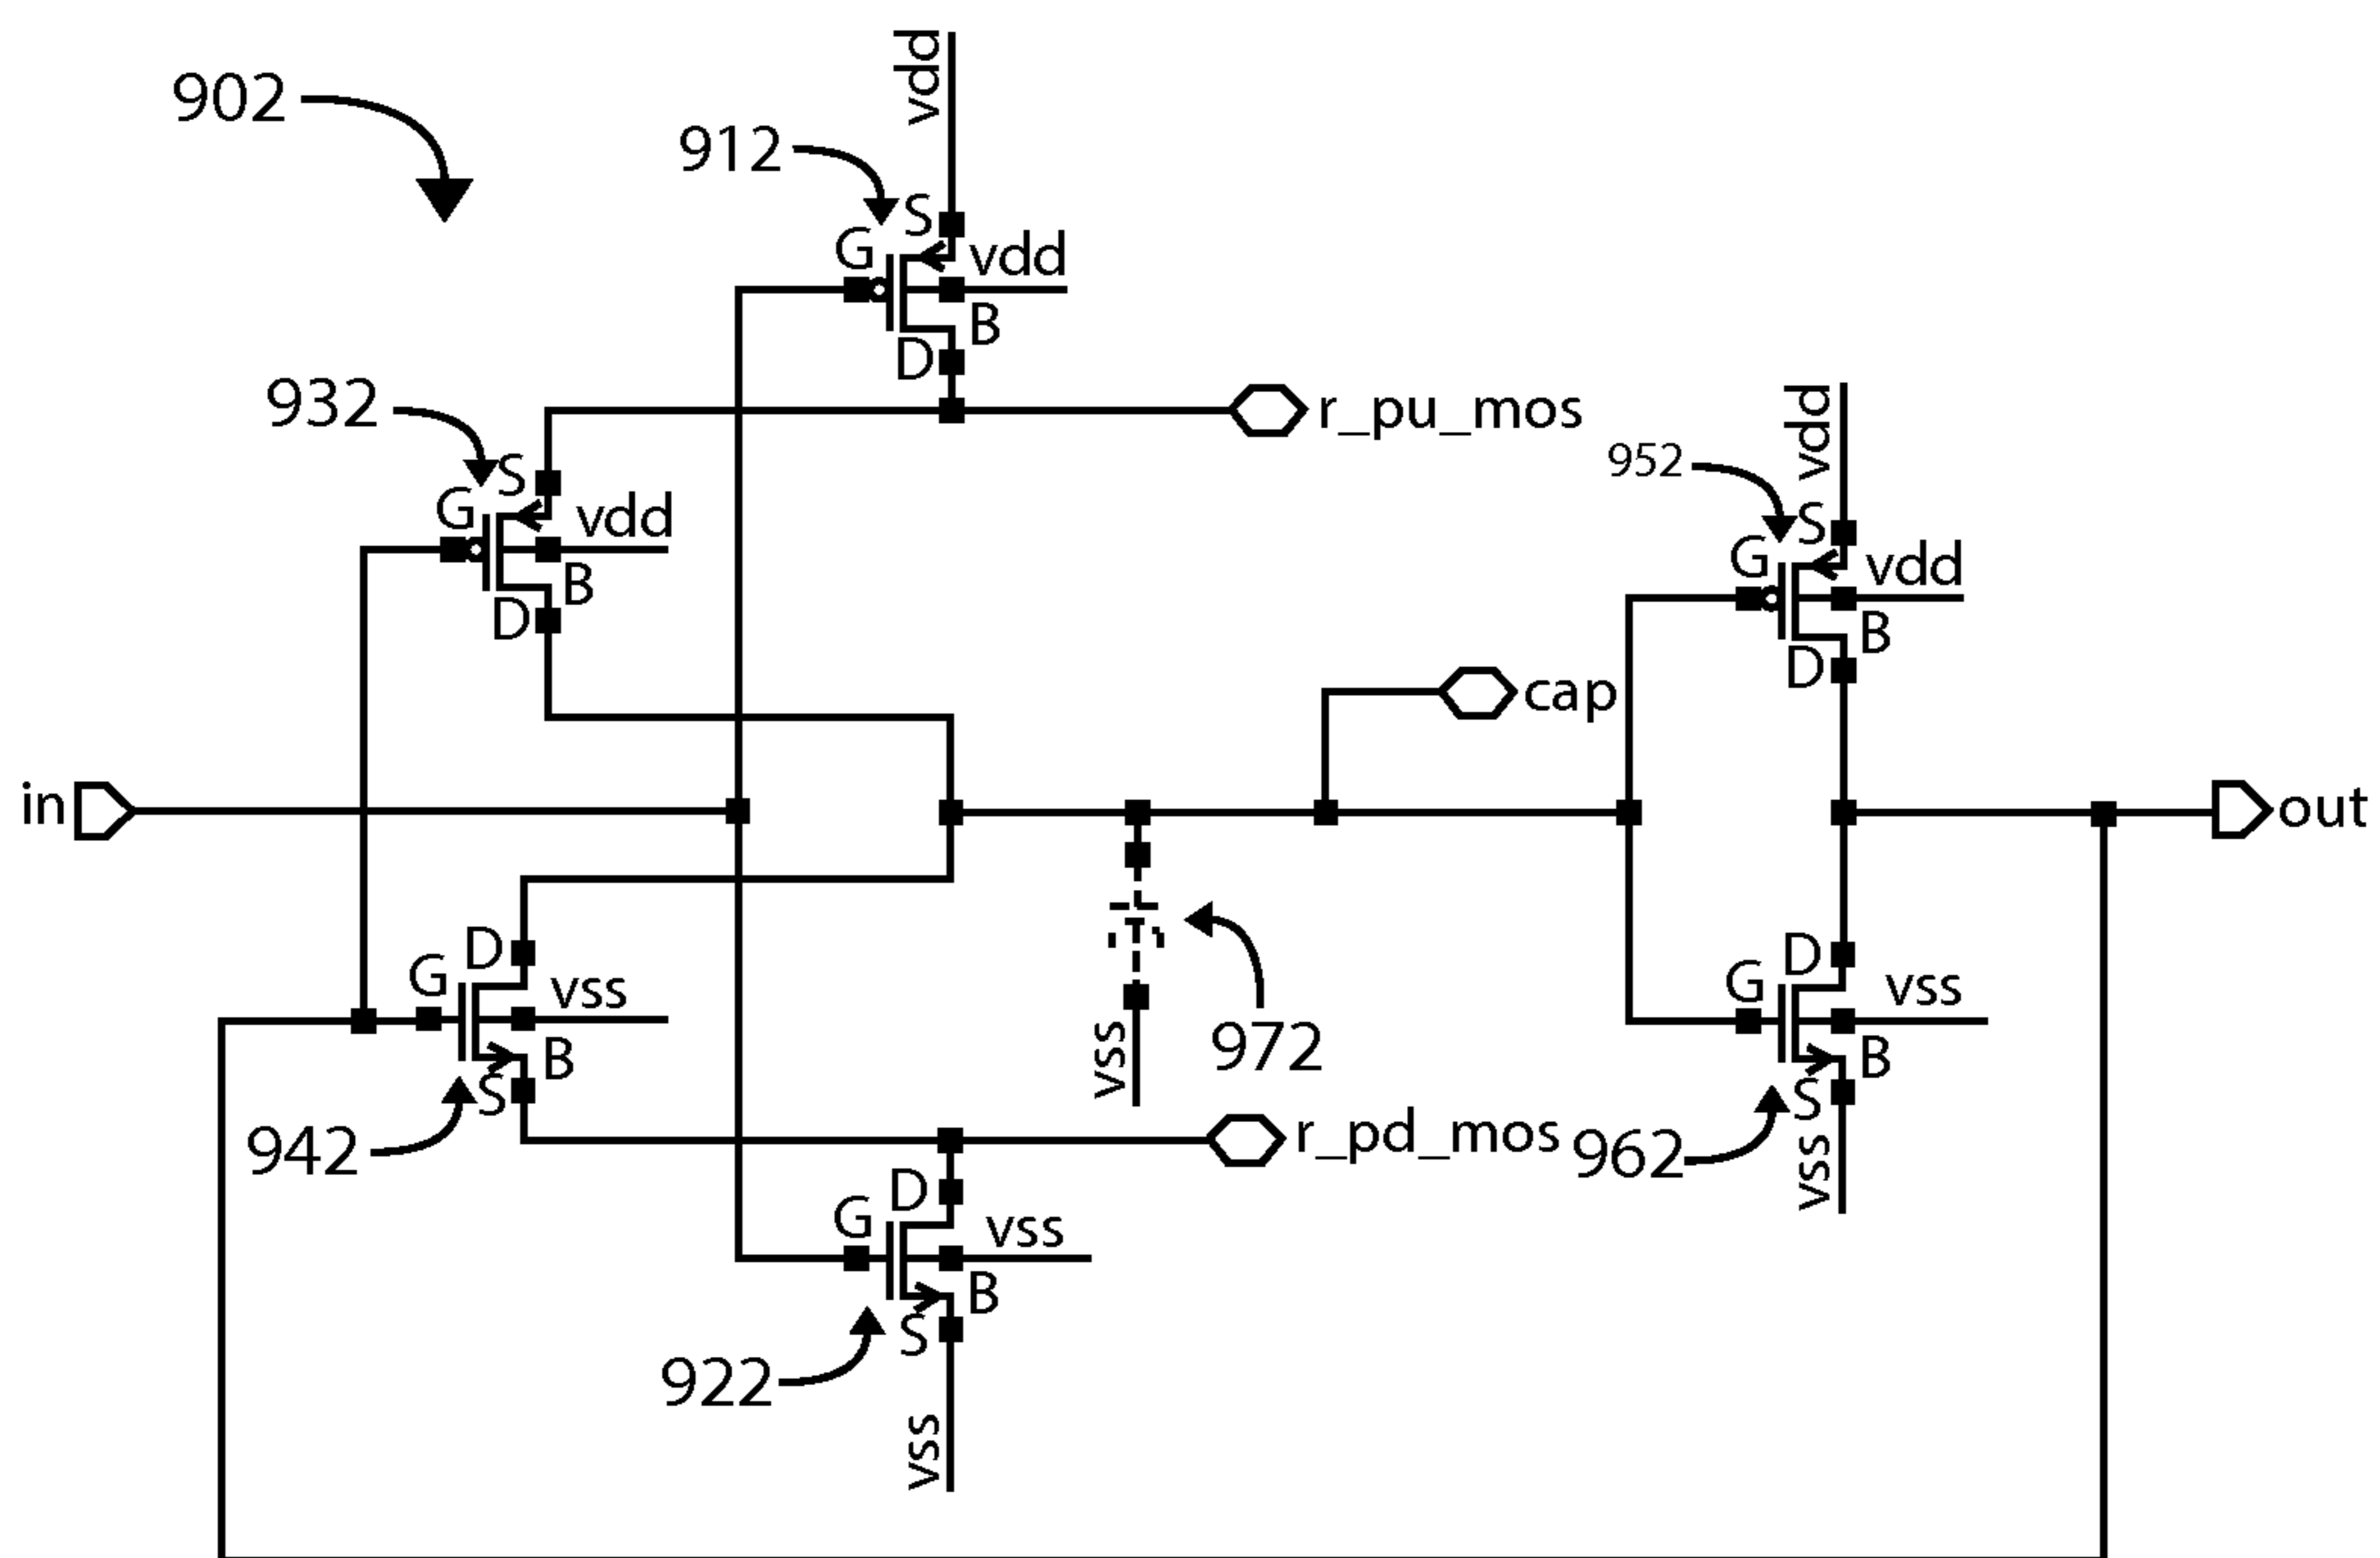 vdd
902
912
S
G
vdd
B
D
932
r_pu_mos
vdd
952
S
G
vdd
B
D
S
G
vdd
B
D
cap
in
out
D
G
vss
B
S
942
vss
972
D
G
vss
B
S
962
vss
r_pd_mos
D
G
vss
B
S
922
vss